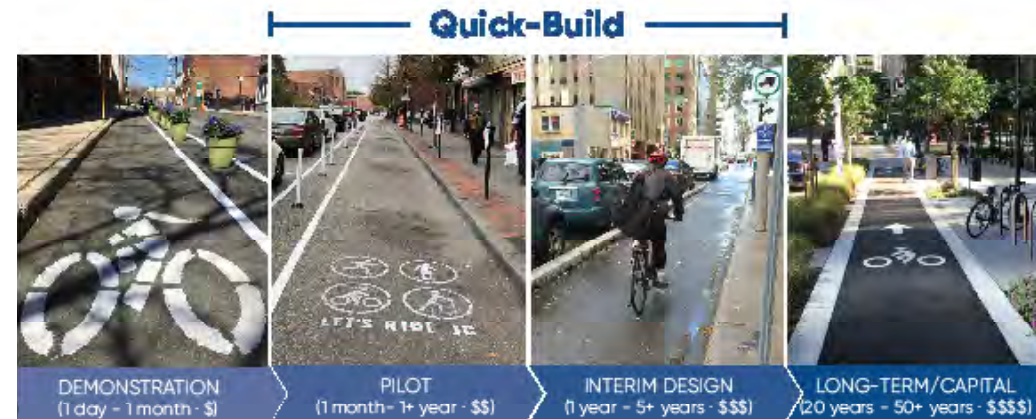 Quick-Build
LET'S RIDE JC
DEMONSTRATION
(1 day - 1 month · $)
PILOT
(1 month- 1+ year · $$)
INTERIM DESIGN
(1 year - 5+ years · $$$)
LONG-TERM/CAPITAL
(20 years - 50+ years · $$$$)